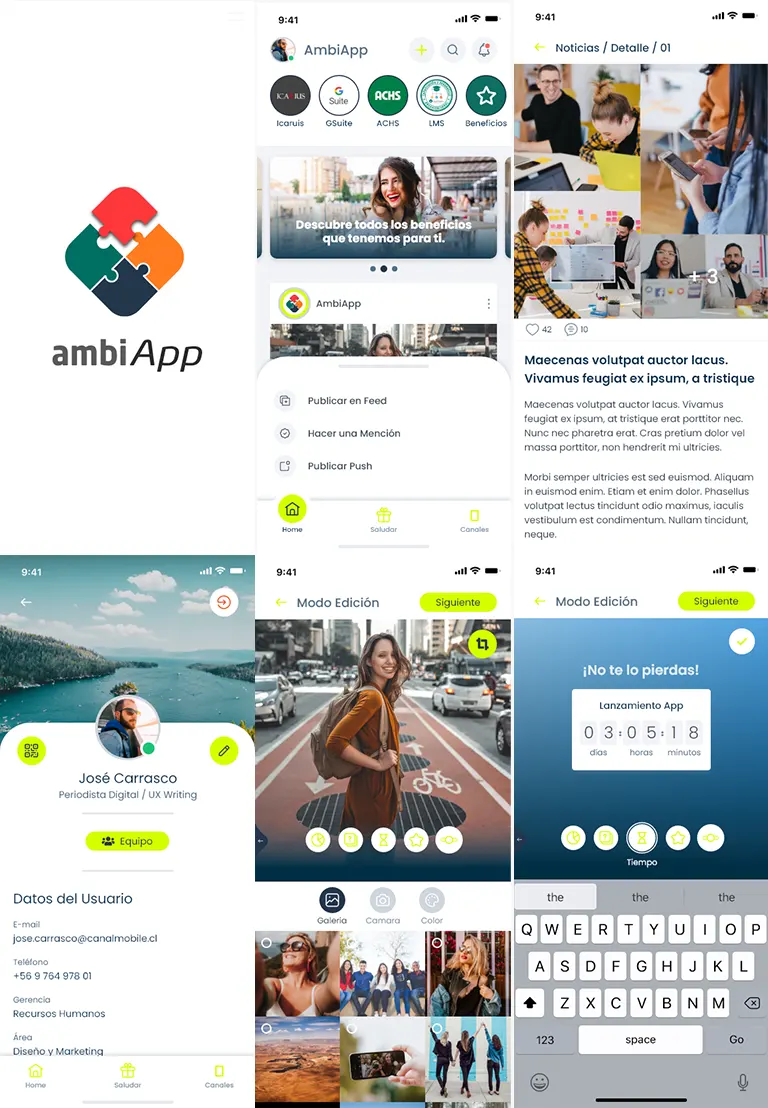 ambiApp
9:41
AmbiApp
ICARIUS
G Suite
ACHS
Icaruis
GSuite
ACHS
LMS
Beneficios
Descubre todos los beneficios
que tenemos para ti.
AmbiApp
Publicar en Feed
Hacer una Mención
Publicar Push
Home
Saludar
Canales
9:41
Noticias / Detalle / 01
+ 3
42
10
Maecenas volutpat auctor lacus.
Vivamus feugiat ex ipsum, a tristique
Maecenas volutpat auctor lacus. Vivamus
feugiat ex ipsum, at tristique erat porttitor nec.
Nunc nec pharetra erat. Cras pretium dolor vel
massa porttitor, non hendrerit mi ultricies.
Morbi semper ultricies est sed euismod. Aliquam
in euismod enim. Etiam et enim dolor. Phasellus
volutpat lectus tincidunt odio maximus, iaculis
vestibulum est condimentum. Nullam tincidunt,
neque.
9:41
José Carrasco
Periodista Digital / UX Writing
Equipo
Datos del Usuario
E-mail
jose.carrasco@canalmobile.cl
Teléfono
+56 9 764 978 01
Gerencia
Recursos Humanos
Área
Diseño y Marketing
Home
Saludar
Canales
9:41
Modo Edición
Siguiente
Galería
Camara
Color
9:41
Modo Edición
Siguiente
¡No te lo pierdas!
Lanzamiento App
03:05:18
días
horas
minutos
Tiempo
the
the
the
Q W E R T Y U I O P
A S D F G H J K L
Z X C V B N M
123
space
Go